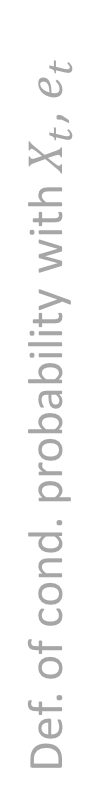 Def. of cond. probability with $X_t, e_t$